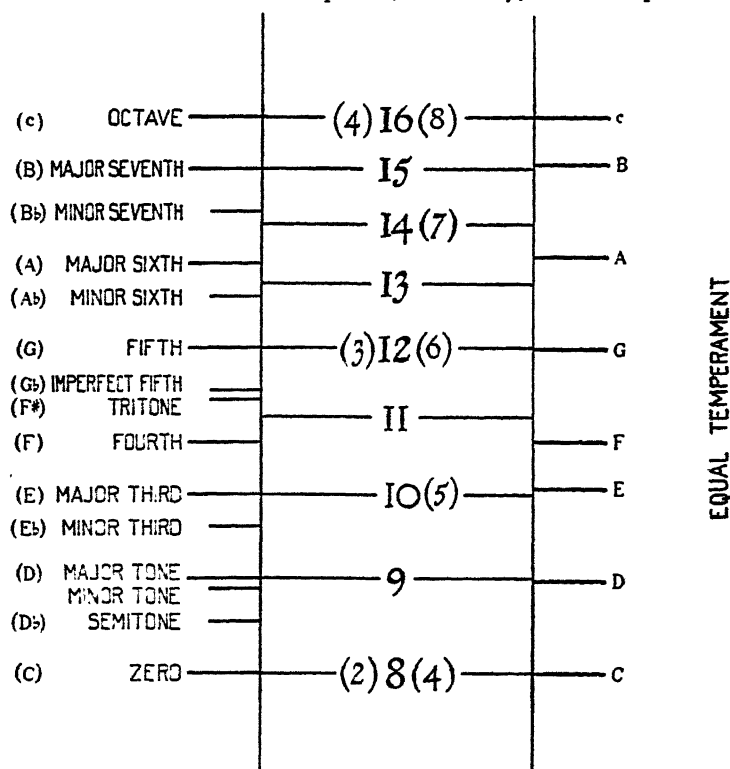 (c) OCTAVE (4) 16 (8) c
(B) MAJOR SEVENTH 15 B
(B♭) MINOR SEVENTH
14 (7)
(A) MAJOR SIXTH A
13
(A♭) MINOR SIXTH
(G) FIFTH (3) 12 (6) G
(G♭) IMPERFECT FIFTH
(F#) TRITONE
11
(F) FOURTH F
(E) MAJOR THIRD 10 (5) E
(E♭) MINOR THIRD
(D) MAJOR TONE 9 D
MINOR TONE
(D♭) SEMITONE
(C) ZERO (2) 8 (4) C
EQUAL TEMPERAMENT